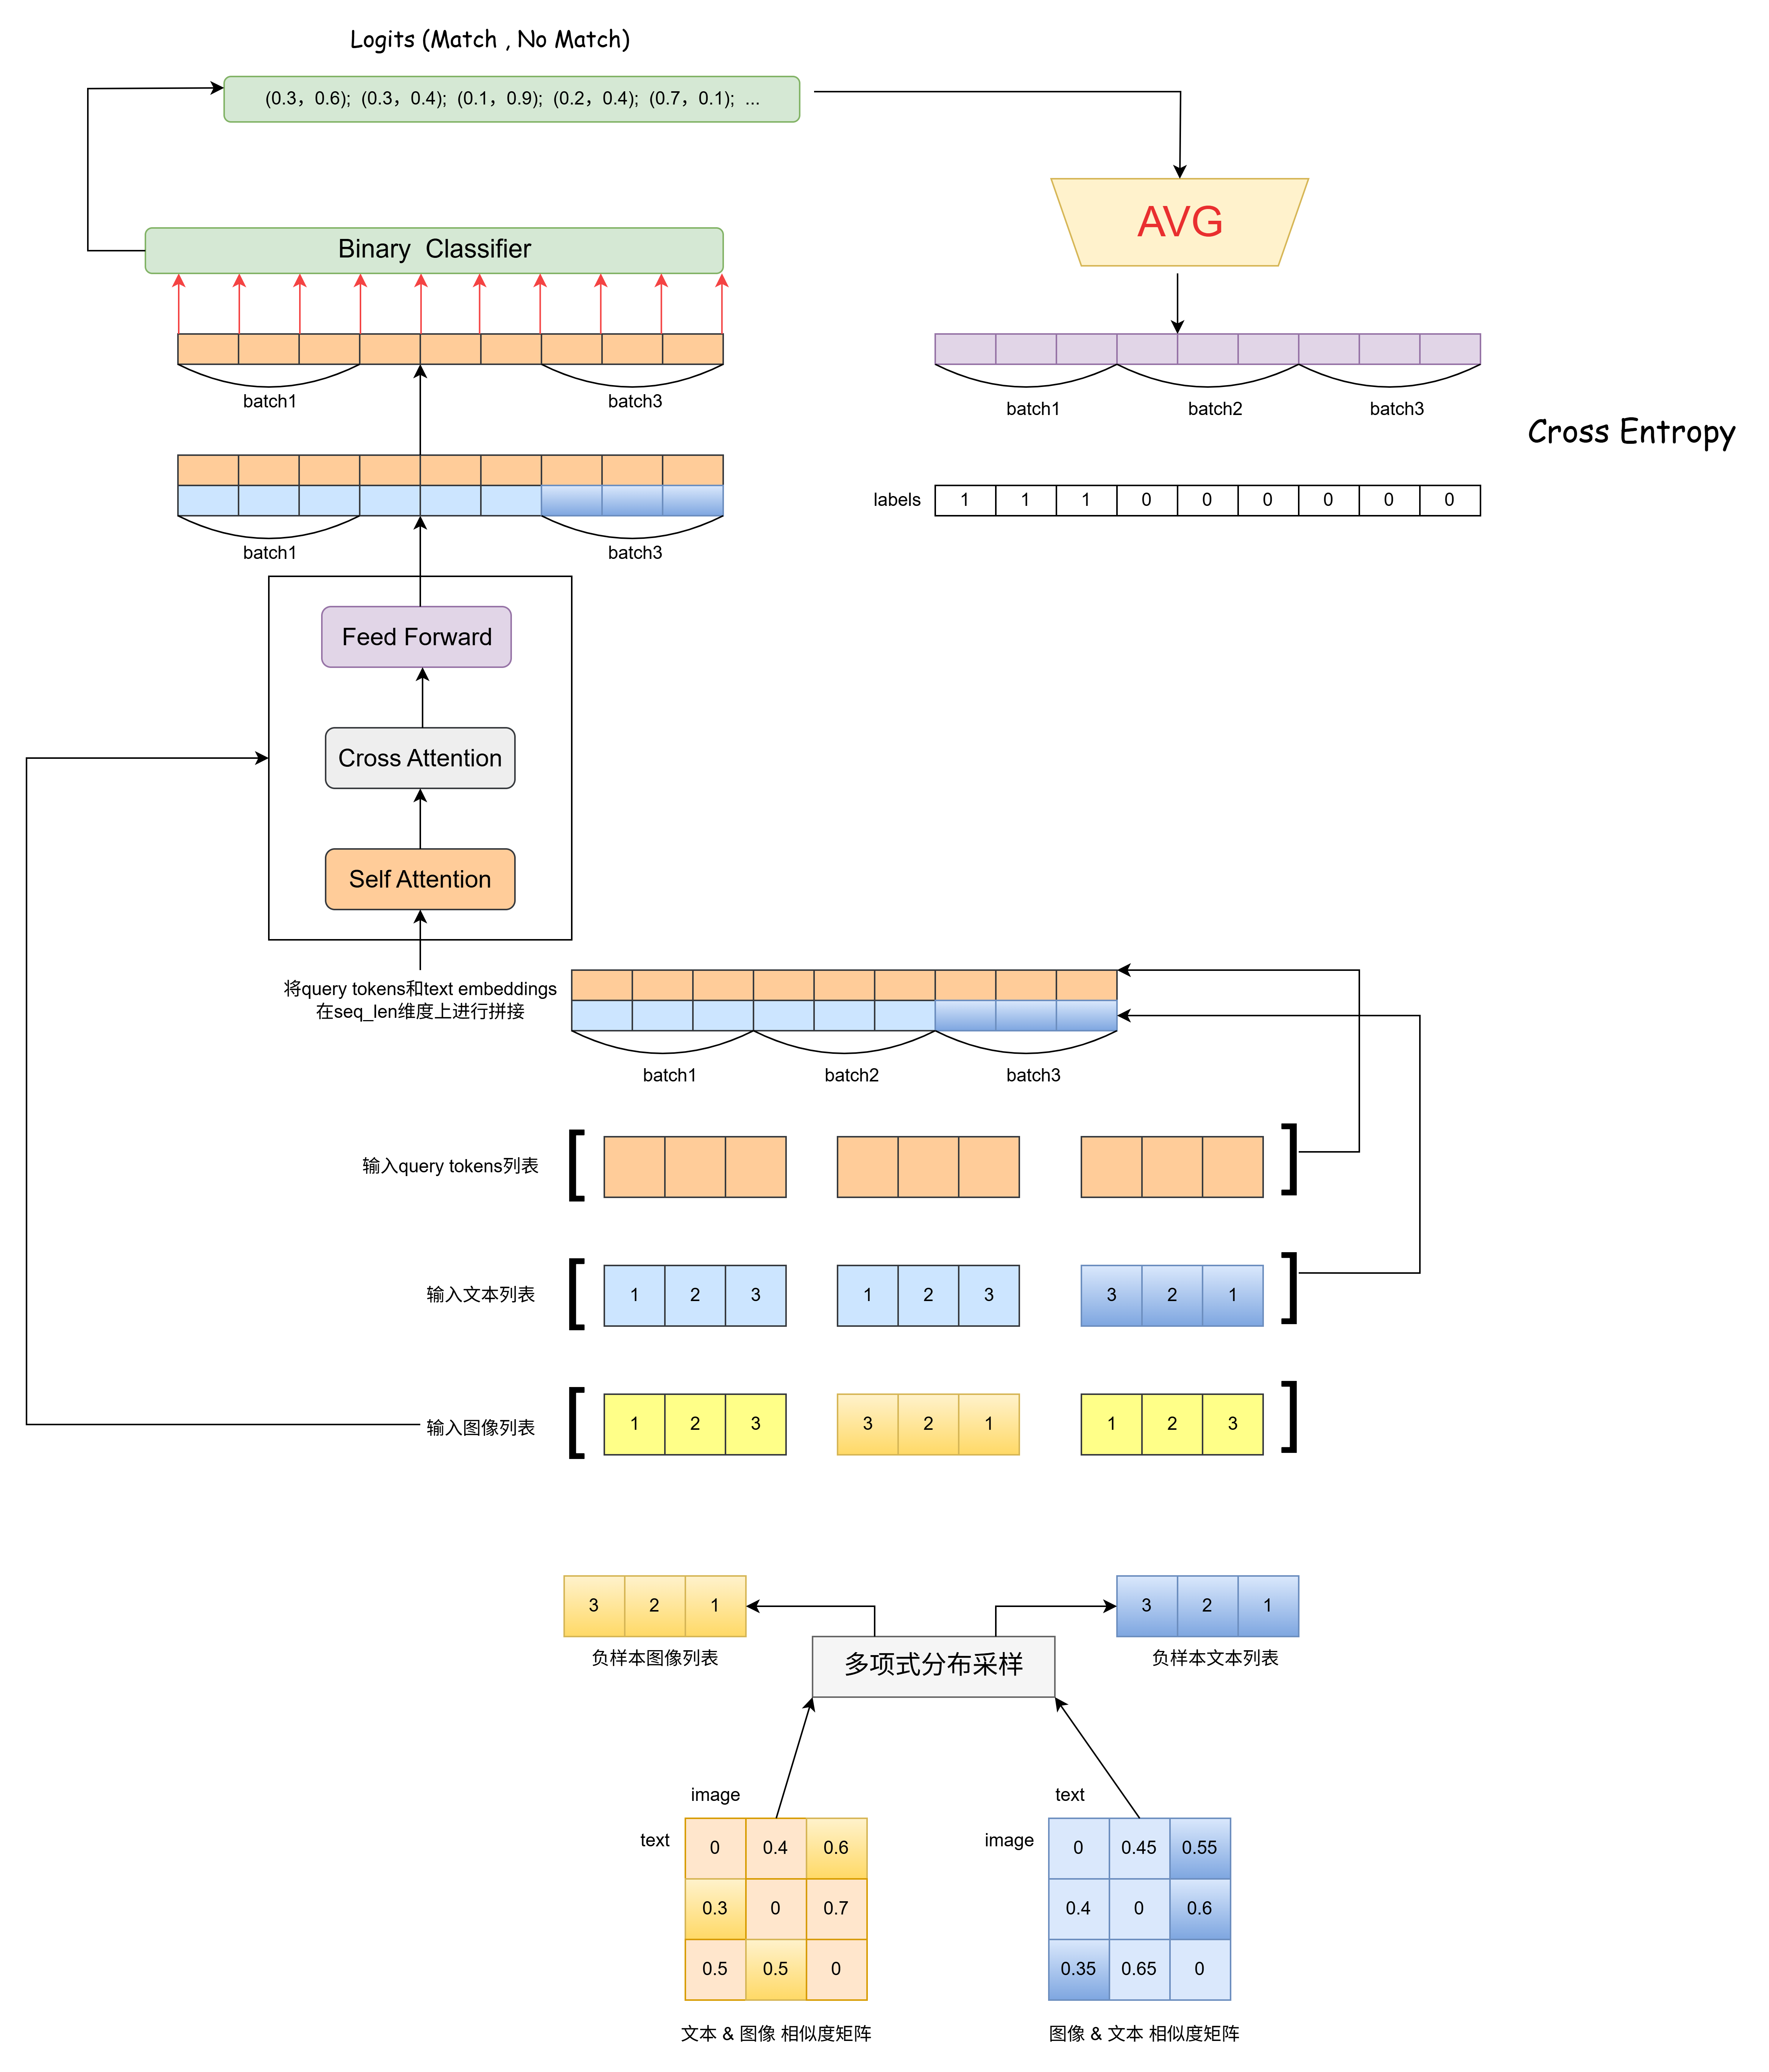 Logits (Match , No Match)
(0.3，0.6); (0.3，0.4); (0.1，0.9); (0.2，0.4); (0.7，0.1); ...
AVG
Binary Classifier
batch1
batch3
batch1
batch2
batch3
Cross Entropy
labels
1 1 1 0 0 0 0 0 0
batch1
batch3
Feed Forward
Cross Attention
Self Attention
将query tokens和text embeddings
在seq_len维度上进行拼接
batch1
batch2
batch3
输入query tokens列表
[ ]
输入文本列表
[ 1 2 3 1 2 3 3 2 1 ]
输入图像列表
[ 1 2 3 3 2 1 1 2 3 ]
3 2 1
负样本图像列表
3 2 1
负样本文本列表
多项式分布采样
image
text
0 0.4 0.6
0.3 0 0.7
0.5 0.5 0
文本 & 图像 相似度矩阵
text
image
0 0.45 0.55
0.4 0 0.6
0.35 0.65 0
图像 & 文本 相似度矩阵